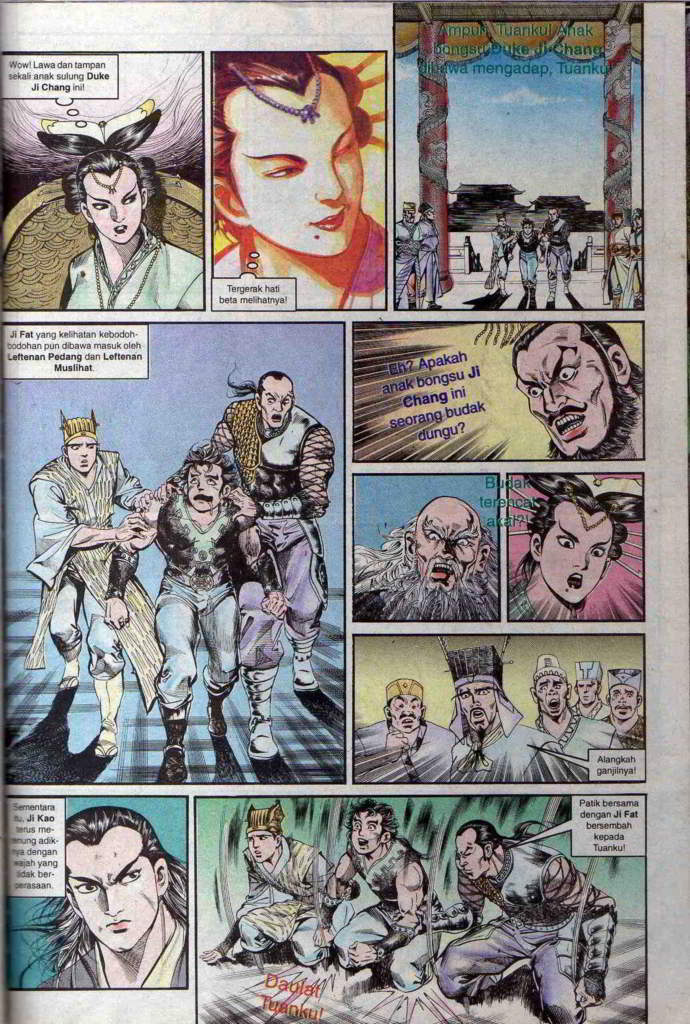 Wow! Lawa dan tampan
sekali anak sulung Duke
Ji Chang ini!
Tergerak hati
beta melihatnya!
Ampun, Tuanku! Anak
bongsu Duke Ji Chang
dibawa mengadap, Tuanku!
Ji Fat yang kelihatan kebodoh-
bodohan pun dibawa masuk oleh
Leftenan Pedang dan Leftenan
Muslihat.
Eh? Apakah
anak bongsu Ji
Chang ini
seorang budak
dungu?
Budak
terencat
akal?!
Alangkah
ganjilnya!
Sementara
itu, Ji Kao
terus me-
nung adik-
nya dengan
wajah yang
tidak ber-
perasaan.
Patik bersama
dengan Ji Fat
bersembah
kepada
Tuanku!
Daulat
Tuanku!